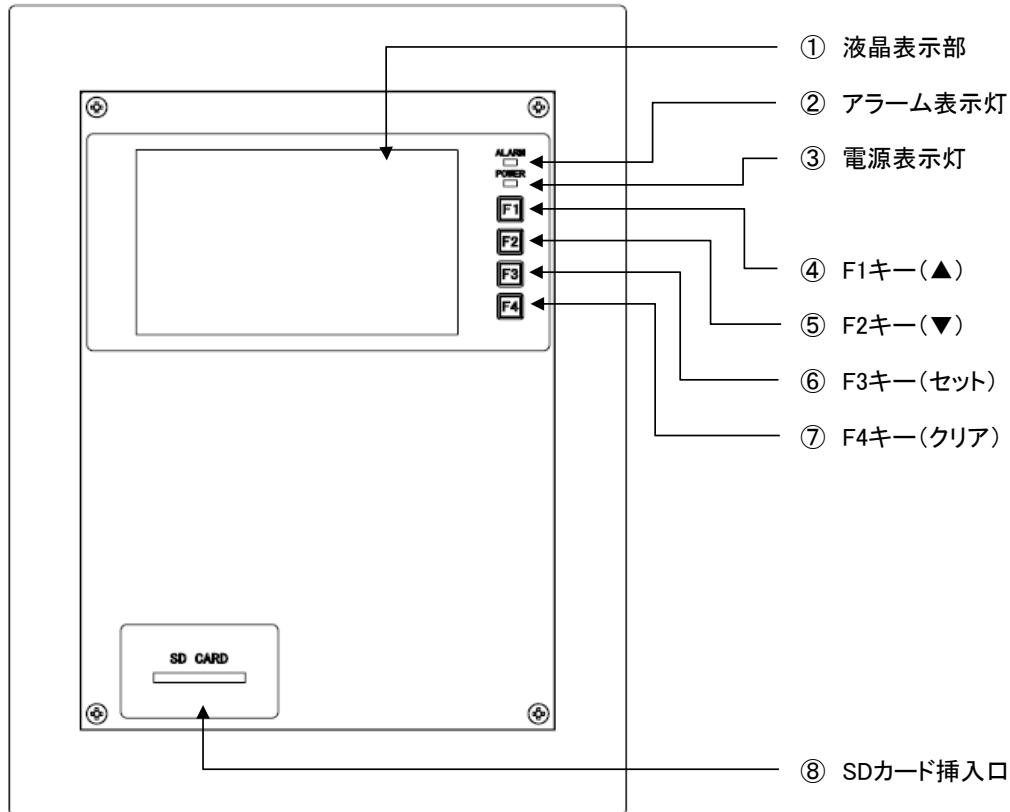 ① 液晶表示部
② アラーム表示灯
ALARM
③ 電源表示灯
POWER
F1
F2
④ F1キー(▲)
F3
F4
⑤ F2キー(▼)
⑥ F3キー(セット)
⑦ F4キー(クリア)
SD CARD
⑧ SDカード挿入口